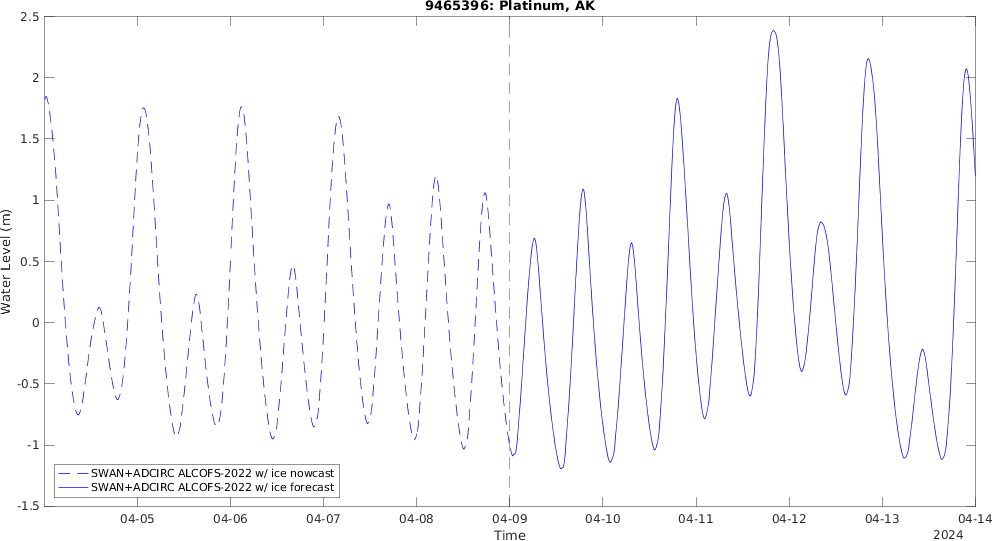 9465396: Platinum, AK
2.5
2
1.5
1
0.5
0
-0.5
-1
-1.5
Water Level (m)
SWAN+ADCIRC ALCOFS-2022 w/ ice nowcast
SWAN+ADCIRC ALCOFS-2022 w/ ice forecast
04-05 04-06 04-07 04-08 04-09 04-10 04-11 04-12 04-13 04-14
Time
2024